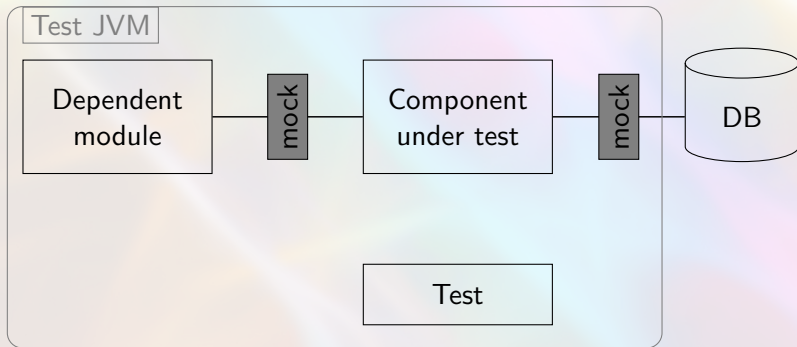 Test JVM
Dependent
module
mock
Component
under test
mock
DB
Test